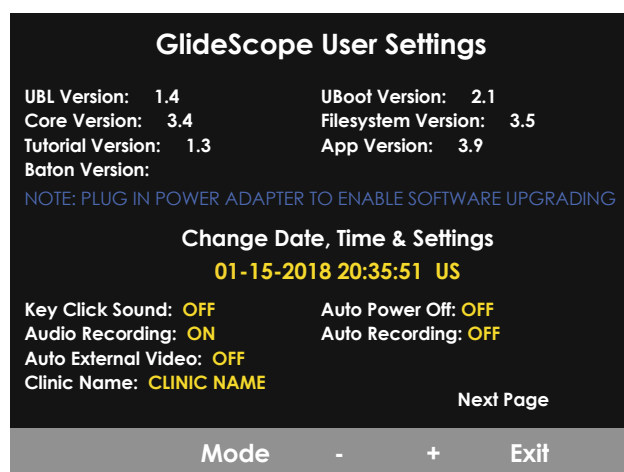 GlideScope User Settings
UBL Version: 1.4 UBoot Version: 2.1
Core Version: 3.4 Filesystem Version: 3.5
Tutorial Version: 1.3 App Version: 3.9
Baton Version:
NOTE: PLUG IN POWER ADAPTER TO ENABLE SOFTWARE UPGRADING
Change Date, Time & Settings
01-15-2018 20:35:51 US
Key Click Sound: OFF Auto Power Off: OFF
Audio Recording: ON Auto Recording: OFF
Auto External Video: OFF
Clinic Name: CLINIC NAME
Next Page
Mode - + Exit